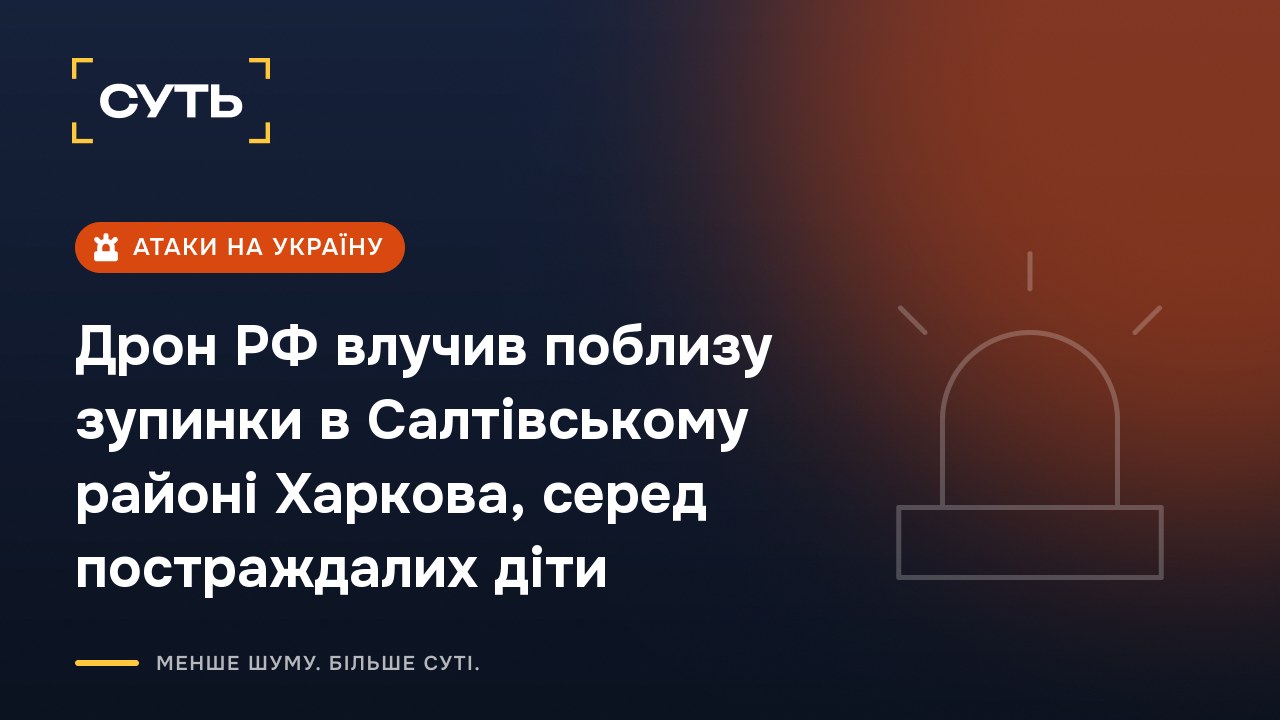 СУТЬ
АТАКИ НА УКРАЇНУ
Дрон РФ влучив поблизу
зупинки в Салтівському
районі Харкова, серед
постраждалих діти
МЕНШЕ ШУМУ. БІЛЬШЕ СУТІ.